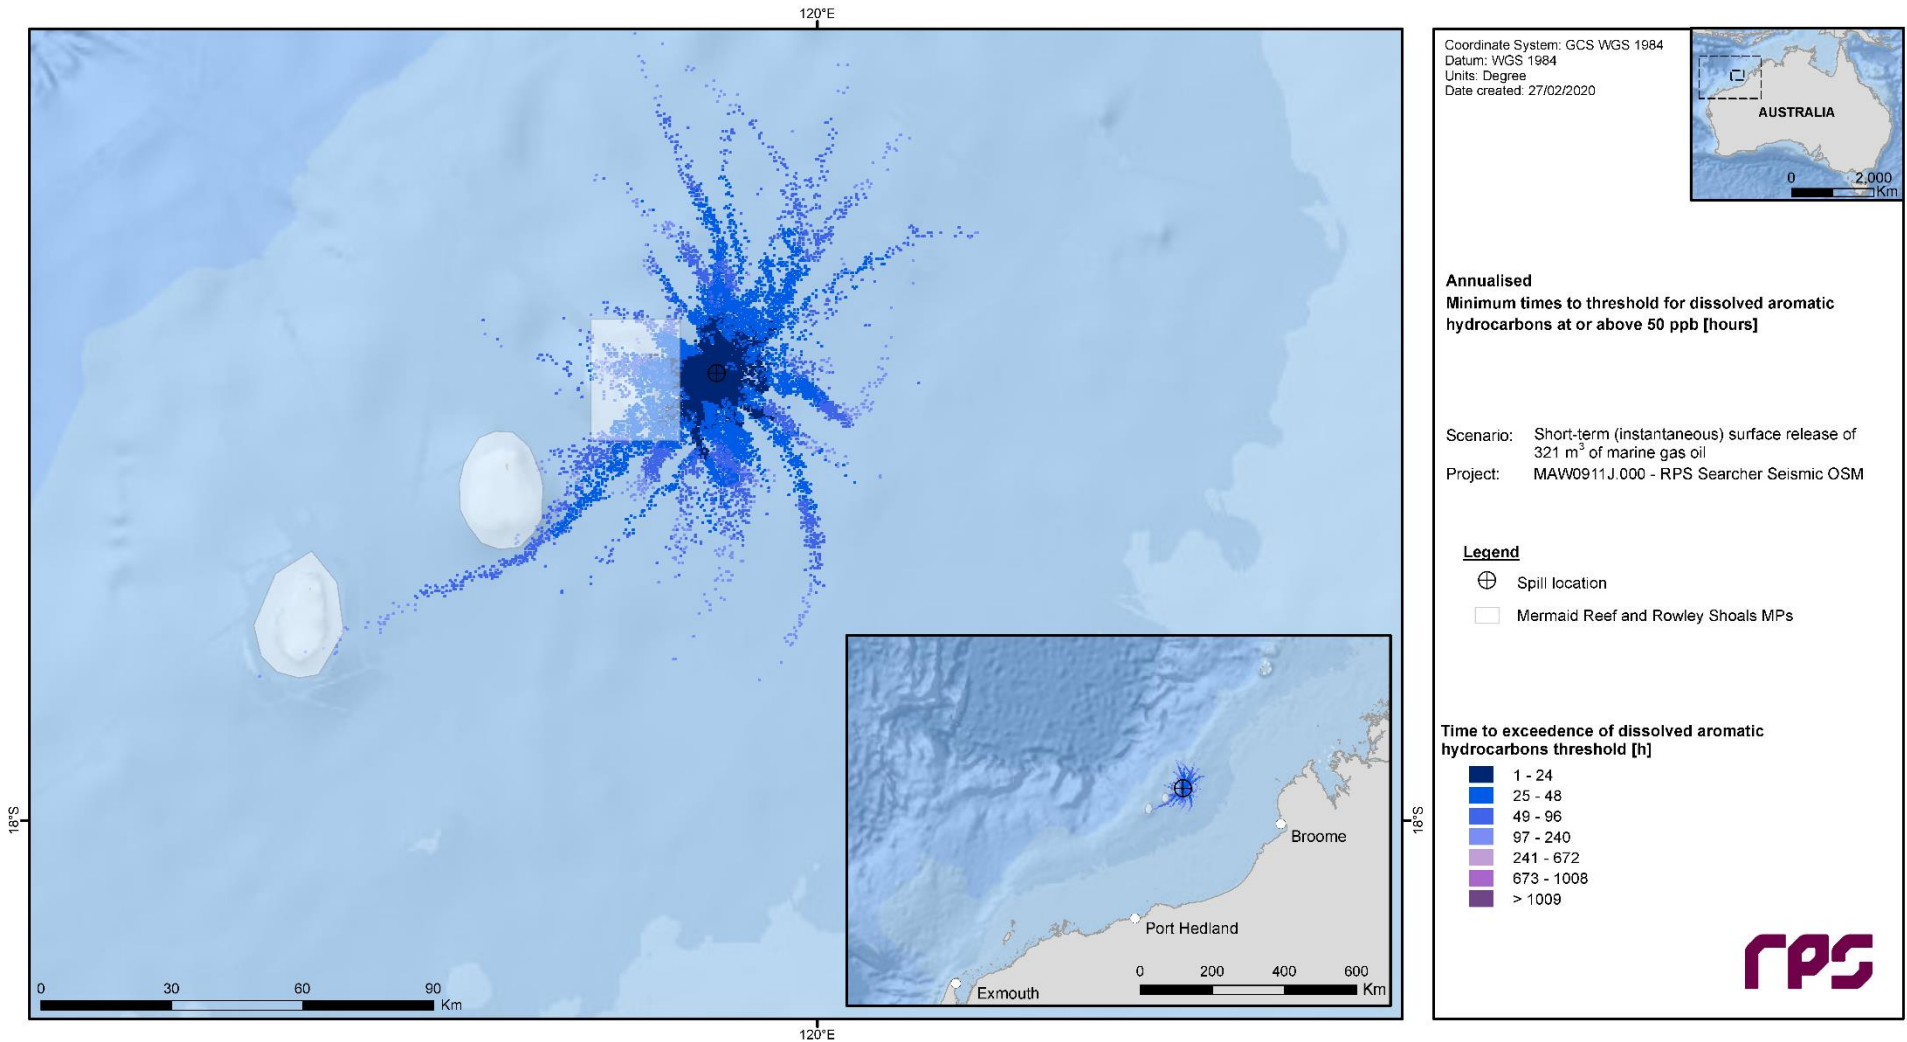 120°E
18°S
18°S
120°E
0 30 60 90
Km
Broome
Port Hedland
Exmouth
0 200 400 600
Km
Coordinate System: GCS WGS 1984
Datum: WGS 1984
Units: Degree
Date created: 27/02/2020
AUSTRALIA
0 2,000
Km
Annualised
Minimum times to threshold for dissolved aromatic
hydrocarbons at or above 50 ppb [hours]
Scenario: Short-term (instantaneous) surface release of
321 m³ of marine gas oil
Project: MAW0911J.000 - RPS Searcher Seismic OSM
Legend
Spill location
Mermaid Reef and Rowley Shoals MPs
Time to exceedence of dissolved aromatic
hydrocarbons threshold [h]
1 - 24
25 - 48
49 - 96
97 - 240
241 - 672
673 - 1008
> 1009
rps